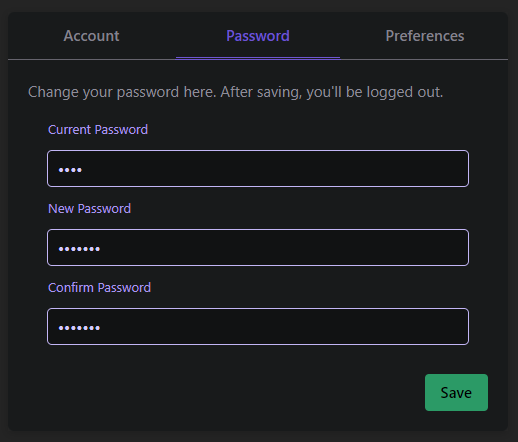 Account Password Preferences
Change your password here. After saving, you'll be logged out.
Current Password
••••
New Password
•••••••
Confirm Password
•••••••
Save